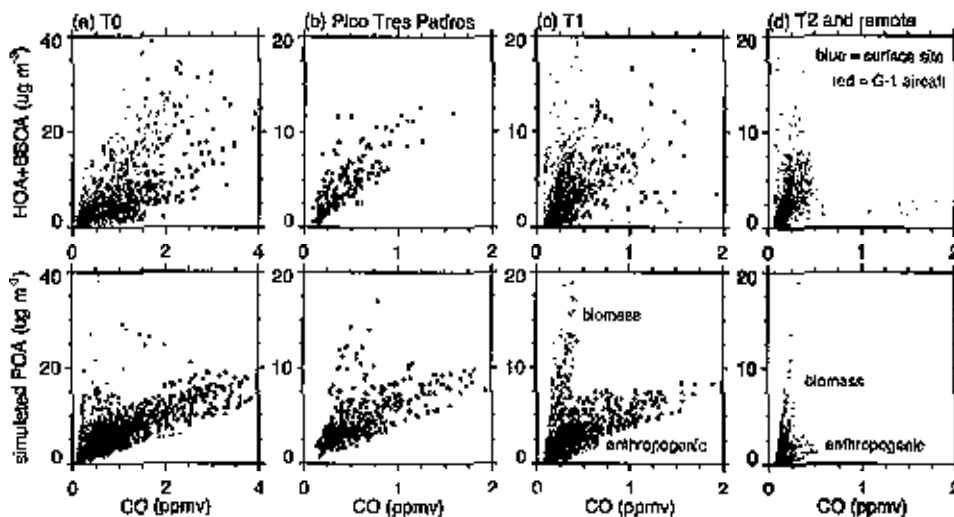 (a) T0 (b) Pico Tres Padros (c) T1 (d) T2 and remote
HOA+BBOA (ug m-3)
40 20 0
20 10 0
20 10 0
20 10 0
blue = surface site
red = G-1 aircraft
0 2 4 0 1 2 0 1 2 0 1 2
simulated POA (ug m-3)
40 20 0
20 10 0
20 10 0
20 10 0
biomass
anthropogenic
biomass
anthropogenic
0 2 4 0 1 2 0 1 2 0 1 2
CO (ppmv) CO (ppmv) CO (ppmv) CO (ppmv)